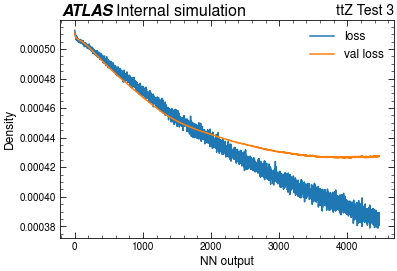 ATLAS Internal simulation
ttZ Test 3
loss
val loss
Density
0.00050
0.00048
0.00046
0.00044
0.00042
0.00040
0.00038
0
1000
2000
3000
4000
NN output